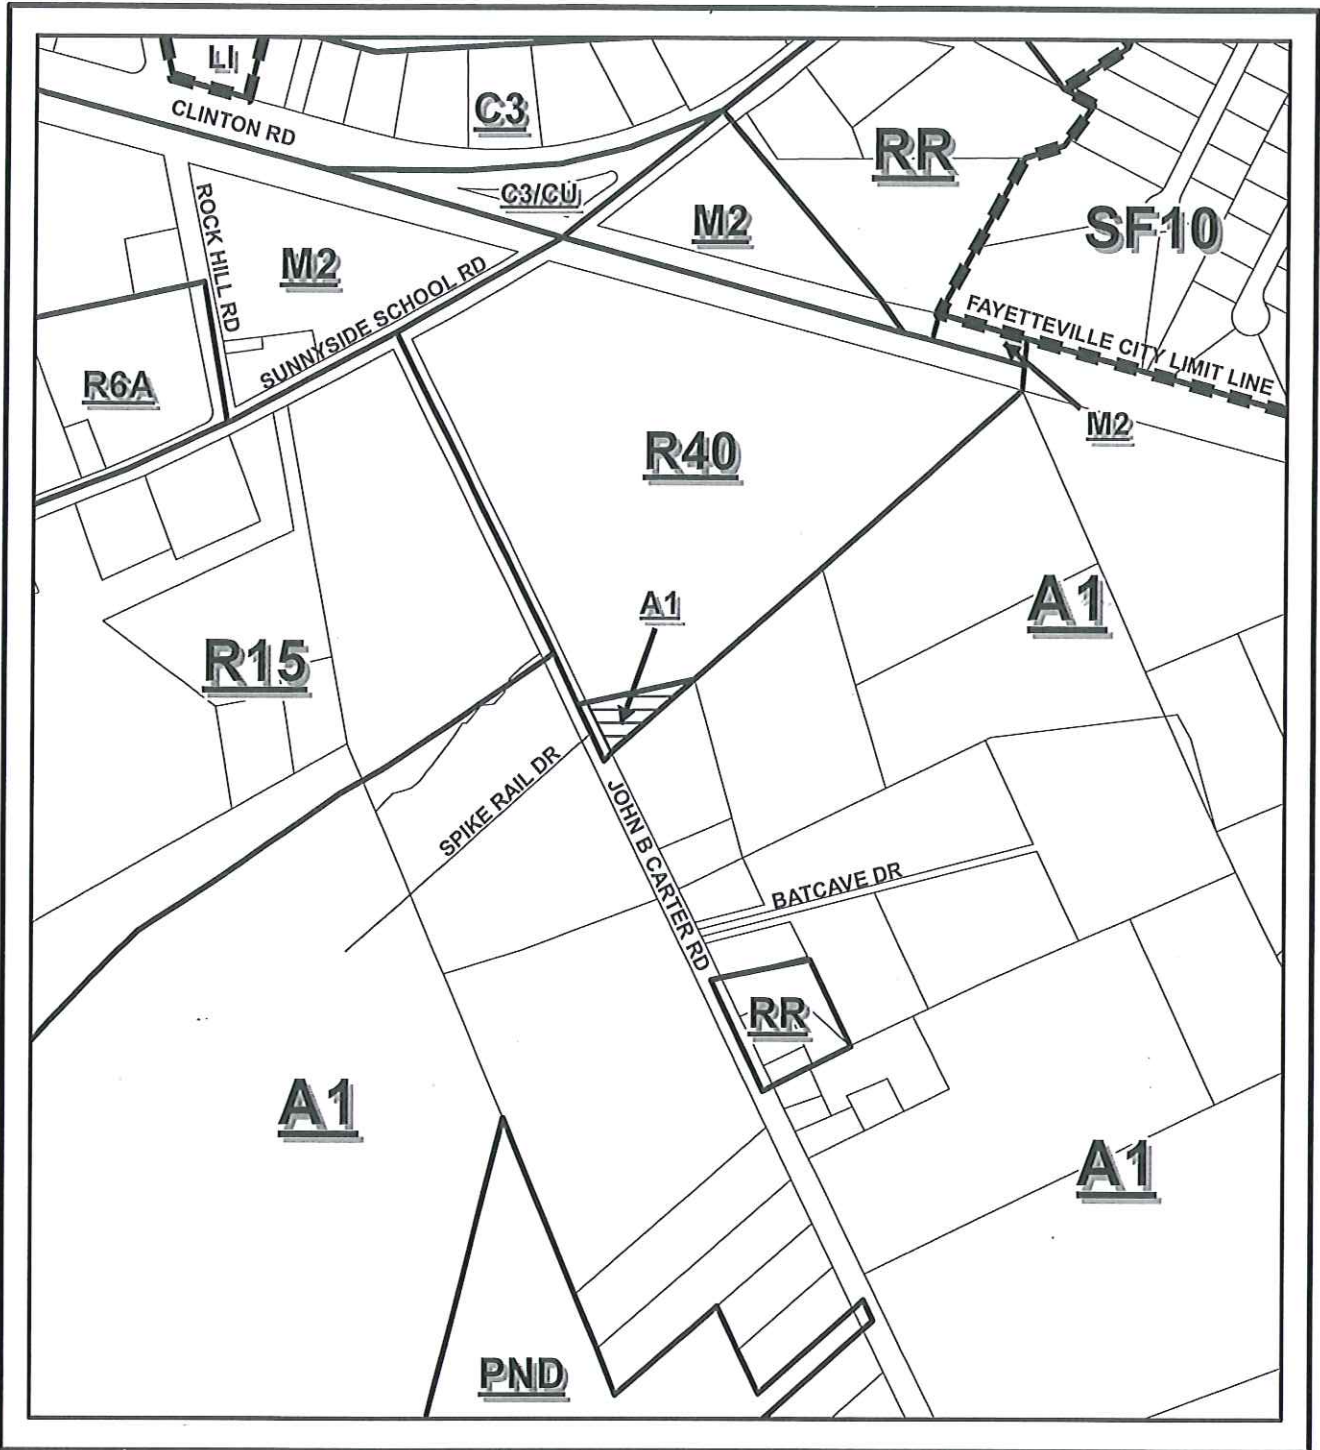 LI
C3
CLINTON RD
RR
C3/CU
SF10
M2
ROCK HILL RD
M2
SUNNYSIDE SCHOOL RD
FAYETTEVILLE CITY LIMIT LINE
R6A
M2
R40
A1
A1
R15
SPIKE RAIL DR
JOHN B CARTER RD
BATCAVE DR
RR
A1
A1
PND